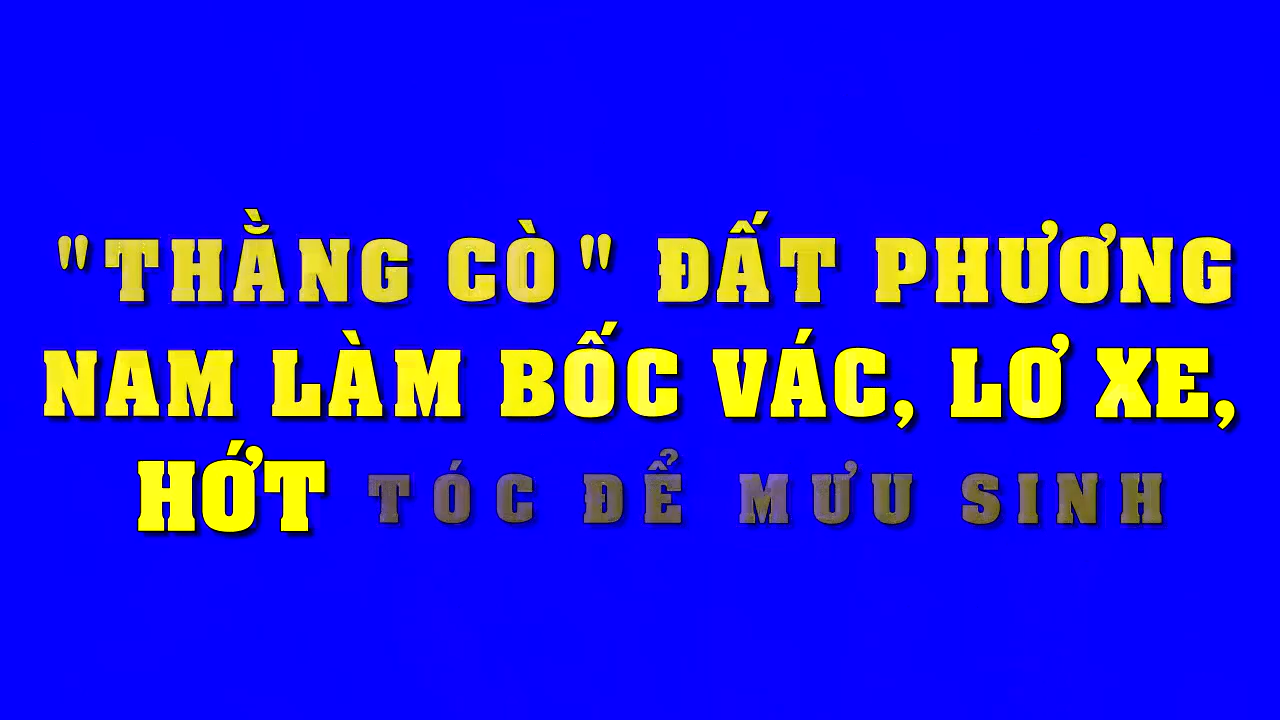 "THẰNG CÒ" ĐẤT PHƯƠNG
NAM LÀM BỐC VÁC, LƠ XE,
HỚT TÓC ĐỂ MƯU SINH